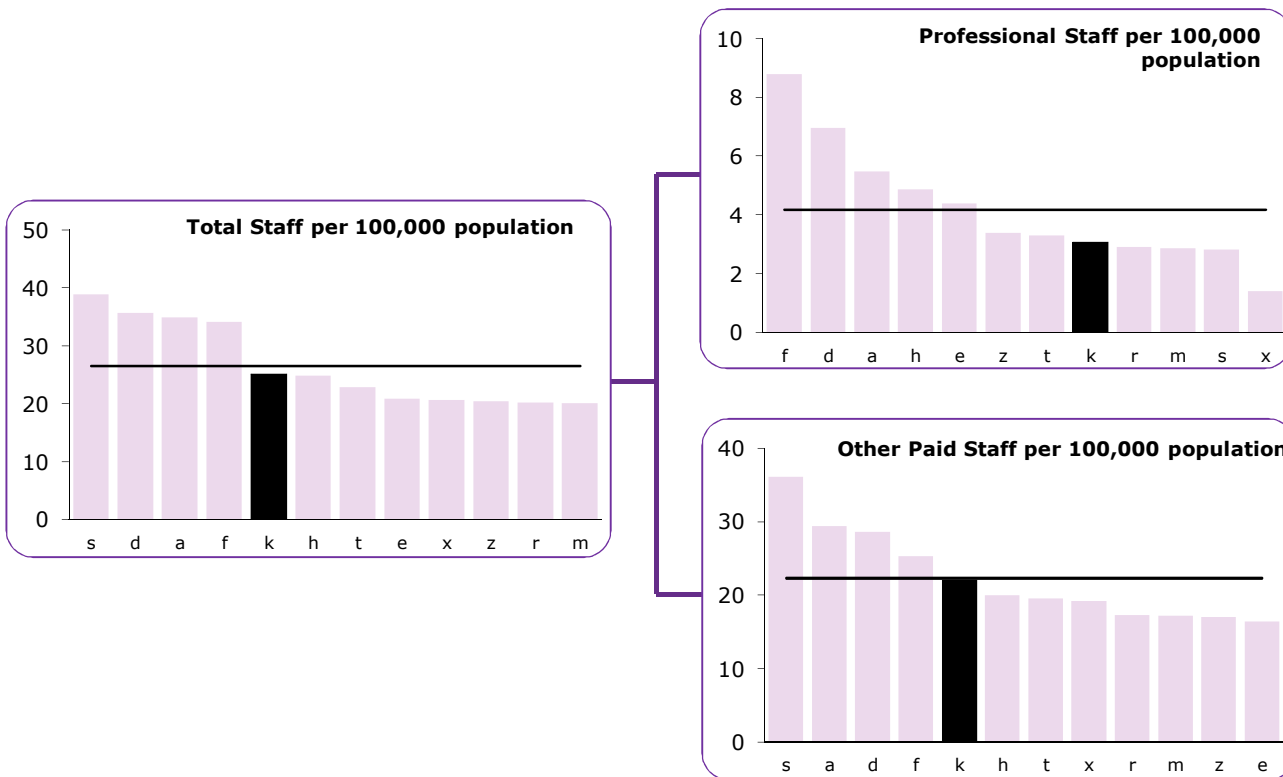 Total Staff per 100,000 population
50
40
30
20
10
0
s d a f k h t e x z r m
Professional Staff per 100,000
population
10
8
6
4
2
0
f d a h e z t k r m s x
Other Paid Staff per 100,000 population
40
30
20
10
0
s a d f k h t x r m z e